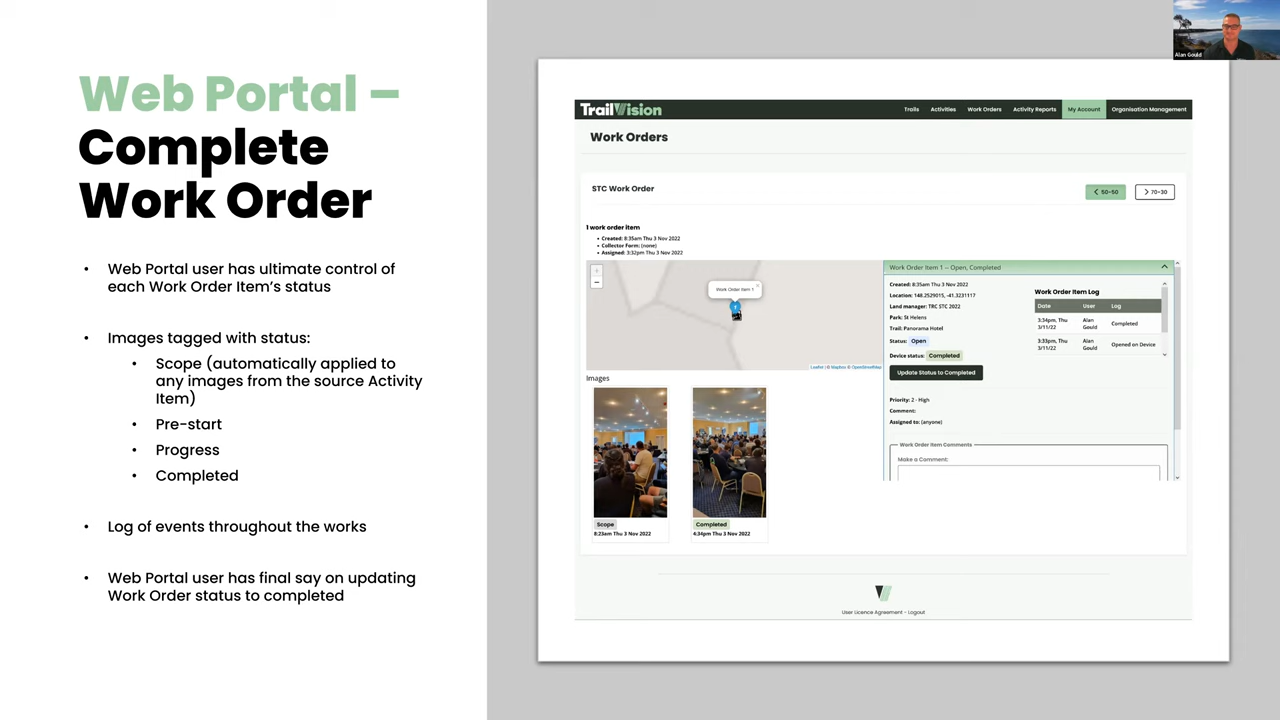 Alan Gould
Web Portal –
Complete
Work Order
• Web Portal user has ultimate control of
each Work Order Item's status
• Images tagged with status:
• Scope (automatically applied to
any images from the source Activity
Item)
• Pre-start
• Progress
• Completed
• Log of events throughout the works
• Web Portal user has final say on updating
Work Order status to completed
TrailVision
Trails Activities Work Orders Activity Reports My Account Organisation Management
Work Orders
STC Work Order
< 50-50 > 70-30
1 work order item
• Created: 8:35am Thu 3 Nov 2022
• Collector Form: (none)
• Assigned: 3:32pm Thu 3 Nov 2022
+
−
Work Order Item 1 ×
Leaflet | © Mapbox © OpenStreetMap
Images
Scope
8:23am Thu 3 Nov 2022
Completed
4:34pm Thu 3 Nov 2022
Work Order Item 1 – Open, Completed
Created: 8:35am Thu 3 Nov 2022
Location: 148.2529015, -41.3231117
Land manager: TRC STC 2022
Park: St Helens
Trail: Panorama Hotel
Status: Open
Device status: Completed
Update Status to Completed
Work Order Item Log
Date User Log
3:34pm, Thu 3/11/22 Alan Gould Completed
3:33pm, Thu 3/11/22 Alan Gould Opened on Device
Priority: 2 - High
Comment:
Assigned to: (anyone)
Work Order Item Comments
Make a Comment:
User Licence Agreement - Logout